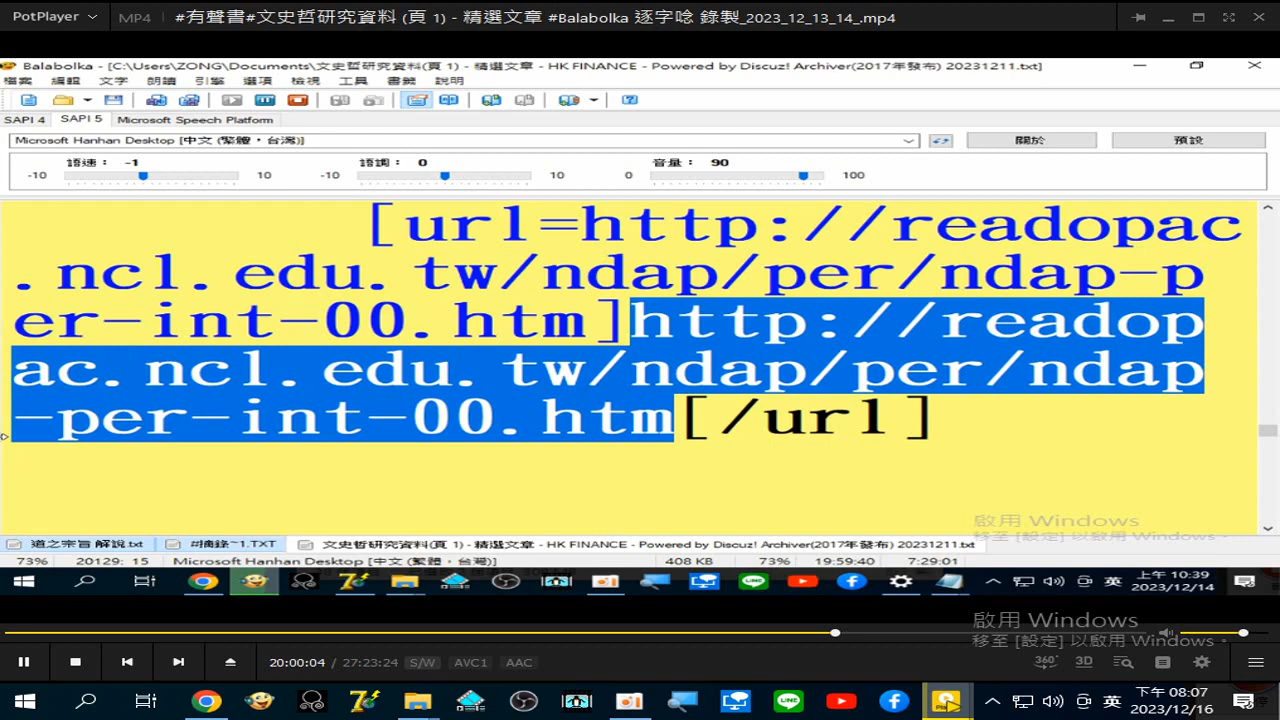 PotPlayer
MP4
#有聲書#文史哲研究資料 (頁 1) - 精選文章 #Balabolka 逐字唸 錄製_2023_12_13_14_.mp4
Balabolka - [C:\Users\ZONG\Documents\文史哲研究資料(頁 1) - 精選文章 - HK FINANCE - Powered by Discuz! Archiver(2017年發布) 20231211.txt]
檔案 編輯 文字 朗讀 引擎 選項 檢視 工具 書籤 說明
SAPI 4 SAPI 5 Microsoft Speech Platform
Microsoft Hanhan Desktop [中文 (繁體，台灣)]
關於 預設
語速： -1 語調： 0 音量： 90
-10 10 -10 10 0 100
[url=http://readopac
.ncl.edu.tw/ndap/per/ndap-p
er-int-00.htm]http://readop
ac.ncl.edu.tw/ndap/per/ndap
-per-int-00.htm[/url]
啟用 Windows
移至 [設定] 以啟用 Windows。
道之宗旨 解說.txt #摘錄~1.TXT 文史哲研究資料(頁 1) - 精選文章 - HK FINANCE - Powered by Discuz! Archiver(2017年發布) 20231211.txt
73% 20129: 15 Microsoft Hanhan Desktop [中文 (繁體，台灣)] 408 KB 73% 19:59:40 7:29:01
英 上午 10:39
2023/12/14
啟用 Windows
移至 [設定] 以啟用 Windows。
20:00:04 / 27:23:24 S/W AVC1 AAC
360° 3D
英 下午 08:07
2023/12/16